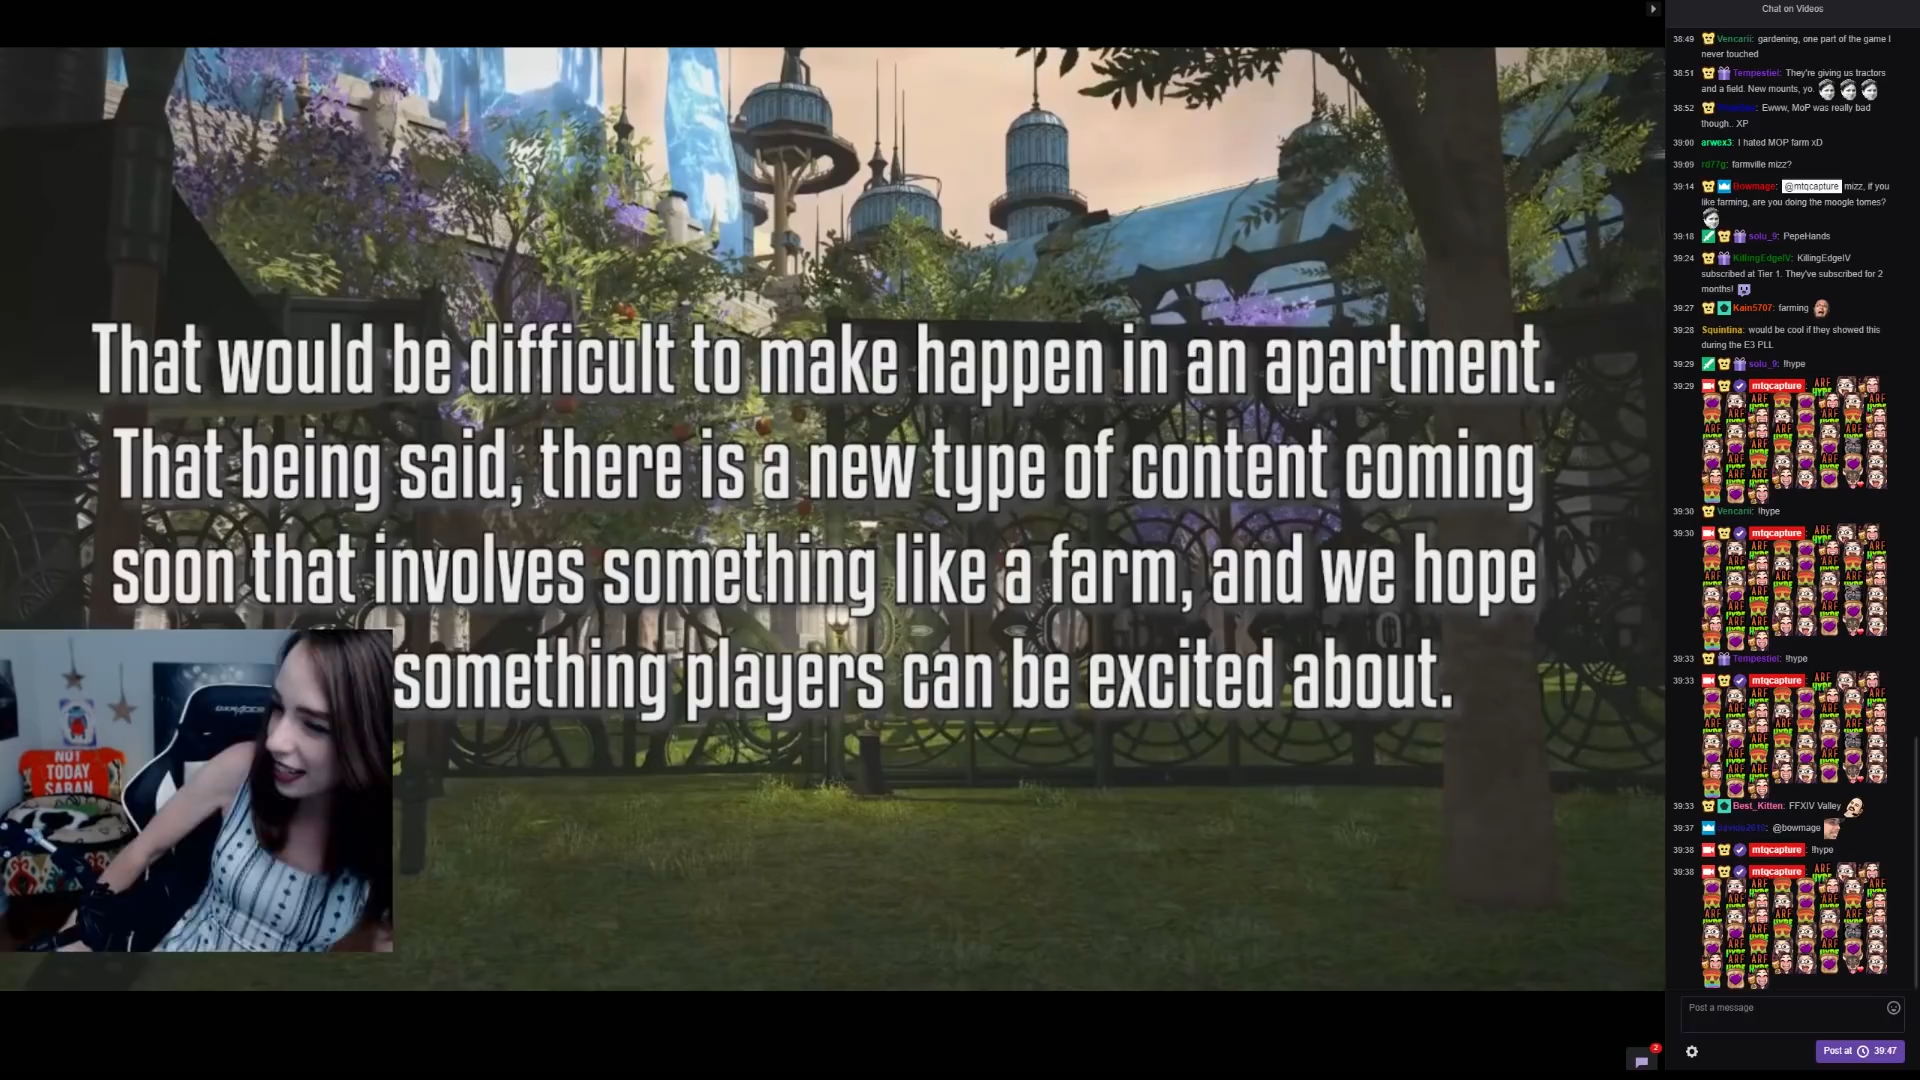 That would be difficult to make happen in an apartment.
That being said, there is a new type of content coming
soon that involves something like a farm, and we hope
something players can be excited about.
NOT
TODAY
SATAN
Chat on Videos
38:49 Vencarii: gardening, one part of the game I
never touched
38:51 Tempestiel: They're giving us tractors
and a field. New mounts, yo.
38:52 : Ewww, MoP was really bad
though.. XP
39:00 arwex3: I hated MOP farm xD
39:09 rd77g: farmville mizz?
39:14 Bowmage: @mtqcapture mizz, if you
like farming, are you doing the moogle tomes?
39:18 solu_9: PepeHands
39:24 KillingEdgeIV: KillingEdgeIV
subscribed at Tier 1. They've subscribed for 2
months!
39:27 Kain5707: farming
39:28 Squintina: would be cool if they showed this
during the E3 PLL
39:29 solu_9: !hype
39:29 mtqcapture
39:30 Vencarii: !hype
39:30 mtqcapture
39:33 Tempestiel: !hype
39:33 mtqcapture
39:33 Best_Kitten: FFXIV Valley
39:37 : @bowmage
39:38 mtqcapture : !hype
39:38 mtqcapture
Post a message
2
Post at 39:47